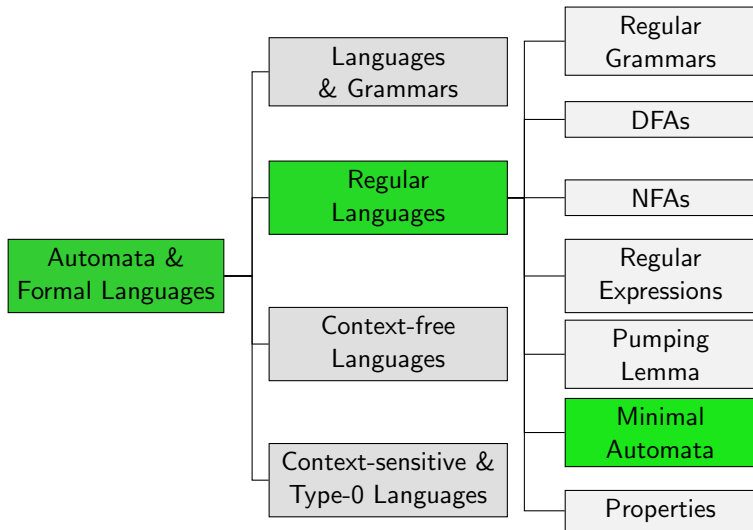 Automata &
Formal Languages
Languages
& Grammars
Regular
Languages
Context-free
Languages
Context-sensitive &
Type-0 Languages
Regular
Grammars
DFAs
NFAs
Regular
Expressions
Pumping
Lemma
Minimal
Automata
Properties